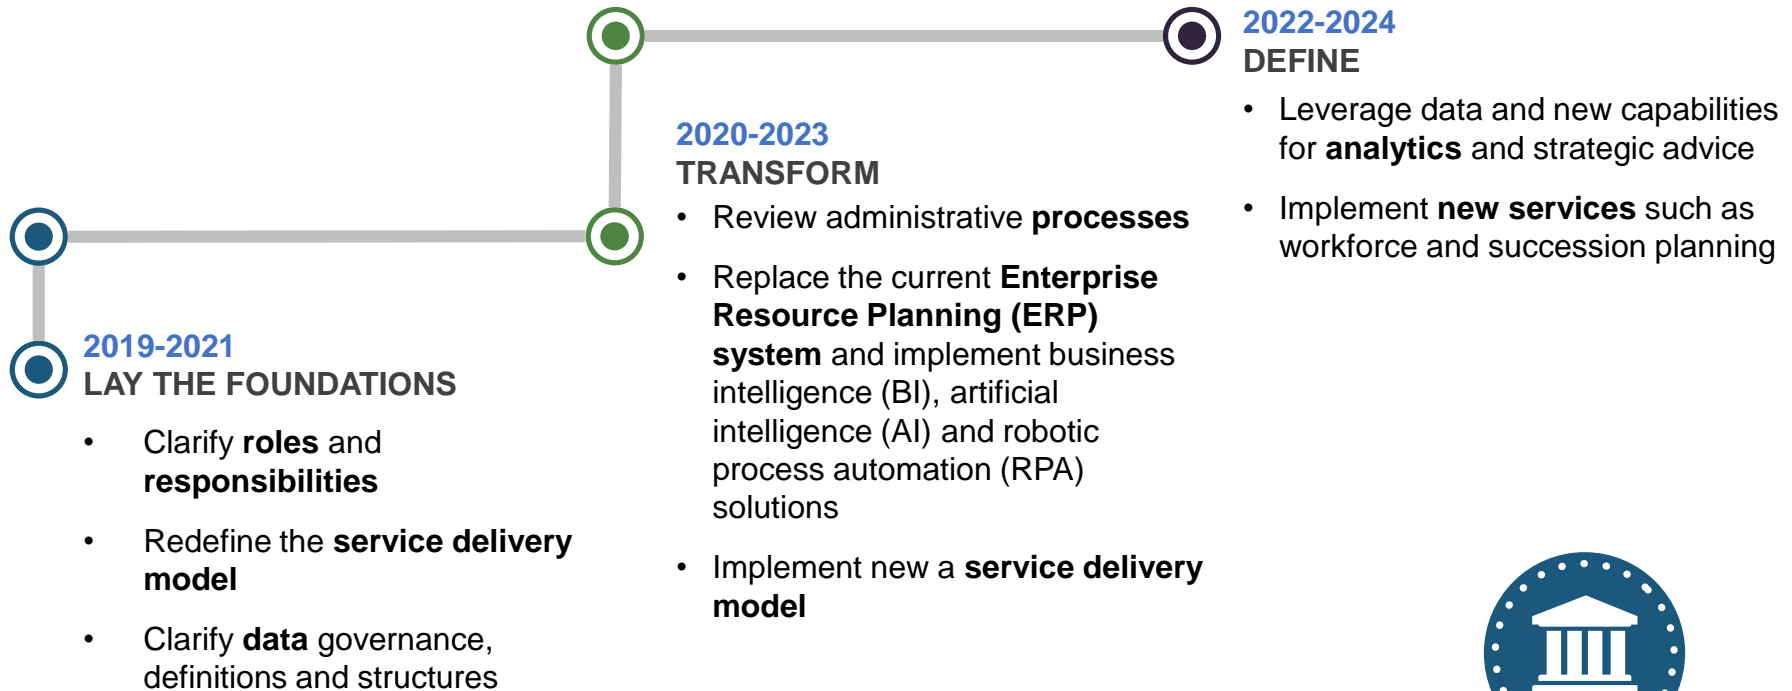 2019-2021
LAY THE FOUNDATIONS
• Clarify roles and
responsibilities
• Redefine the service delivery
model
• Clarify data governance,
definitions and structures
2020-2023
TRANSFORM
• Review administrative processes
• Replace the current Enterprise
Resource Planning (ERP)
system and implement business
intelligence (BI), artificial
intelligence (AI) and robotic
process automation (RPA)
solutions
• Implement new a service delivery
model
2022-2024
DEFINE
• Leverage data and new capabilities
for analytics and strategic advice
• Implement new services such as
workforce and succession planning